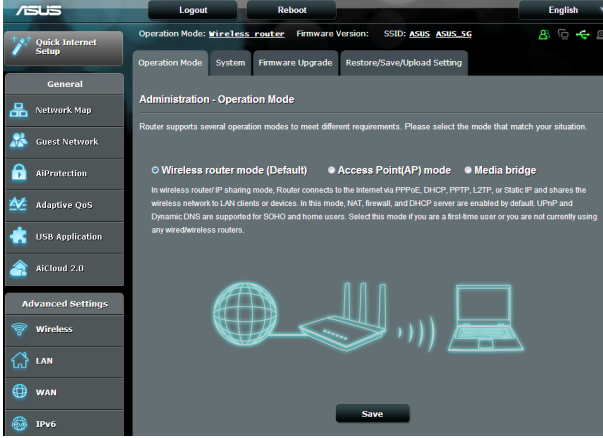 ASUS
Logout
Reboot
English
Quick Internet
Setup
Operation Mode: Wireless router Firmware Version: SSID: ASUS ASUS_5G
Operation Mode
System
Firmware Upgrade
Restore/Save/Upload Setting
General
Network Map
Guest Network
AiProtection
Adaptive QoS
USB Application
AiCloud 2.0
Advanced Settings
Wireless
LAN
WAN
IPv6
Administration - Operation Mode
Router supports several operation modes to meet different requirements. Please select the mode that match your situation.
Wireless router mode (Default)
Access Point(AP) mode
Media bridge
In wireless router/ IP sharing mode, Router connects to the Internet via PPPoE, DHCP, PPTP, L2TP, or Static IP and shares the
wireless network to LAN clients or devices. In this mode, NAT, firewall, and DHCP server are enabled by default. UPnP and
Dynamic DNS are supported for SOHO and home users. Select this mode if you are a first-time user or you are not currently using
any wired/wireless routers.
Save